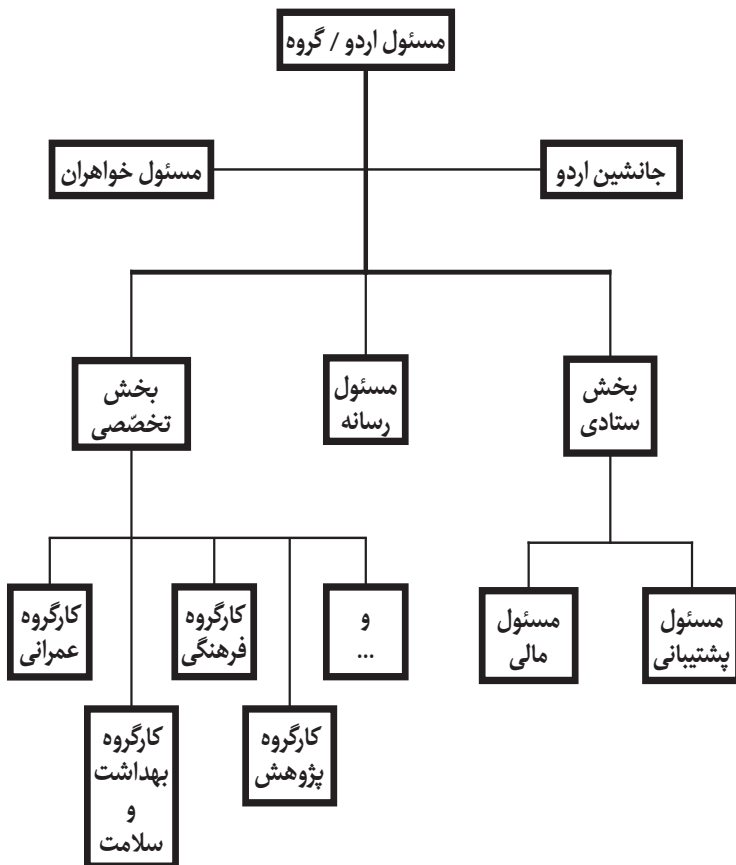 مسئول اردو / گروه
جانشین اردو
مسئول خواهران
بخش
ستادی
مسئول
رسانه
بخش
تخصّصی
مسئول
پشتیبانی
مسئول
مالی
و
...
کارگروه
فرهنگی
کارگروه
عمرانی
کارگروه
پژوهش
کارگروه
بهداشت
و
سلامت